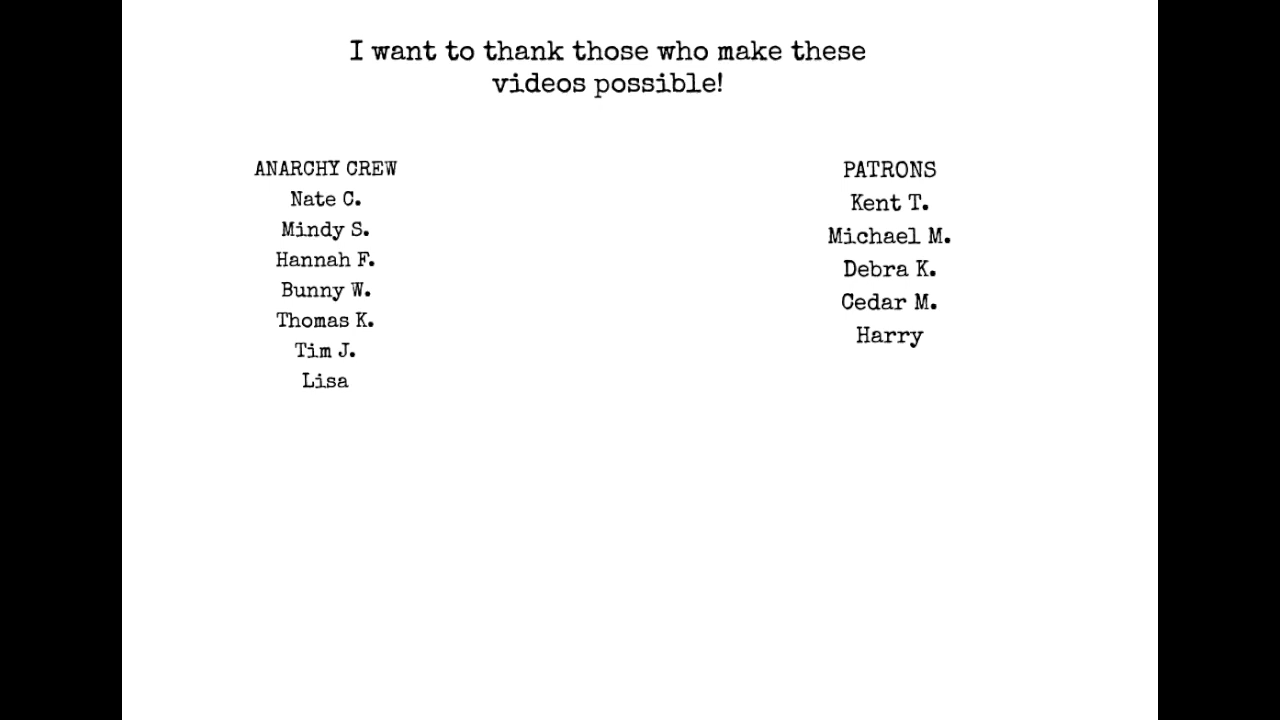 I want to thank those who make these
videos possible!
ANARCHY CREW
Nate C.
Mindy S.
Hannah F.
Bunny W.
Thomas K.
Tim J.
Lisa
PATRONS
Kent T.
Michael M.
Debra K.
Cedar M.
Harry